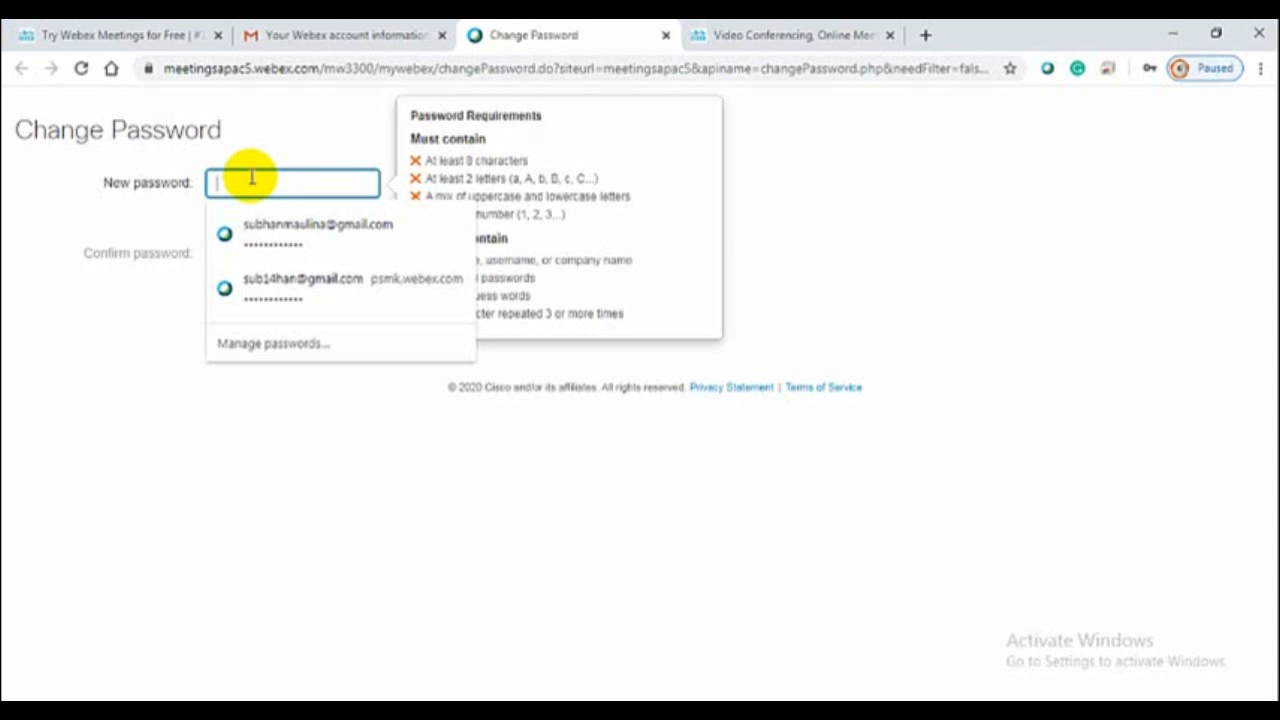 Try Webex Meetings for Free |
Your Webex account information
Change Password
Video Conferencing, Online Mee
meetingsapac5.webex.com/mw3300/mywebex/changePassword.do?siteurl=meetingsapac5&apiname=changePassword.php&needFilter=fals...
Paused
Change Password
Password Requirements
Must contain
At least 8 characters
New password:
At least 2 letters (a, A, b, B, c, C...)
A mix of uppercase and lowercase letters
number (1, 2, 3...)
subhanmaulina@gmail.com
••••••••••••
ntain
Confirm password:
, username, or company name
sub14han@gmail.com psmk.webex.com
passwords
••••••••••••
uess words
cter repeated 3 or more times
Manage passwords...
© 2020 Cisco and/or its affiliates. All rights reserved. Privacy Statement | Terms of Service
Activate Windows
Go to Settings to activate Windows.